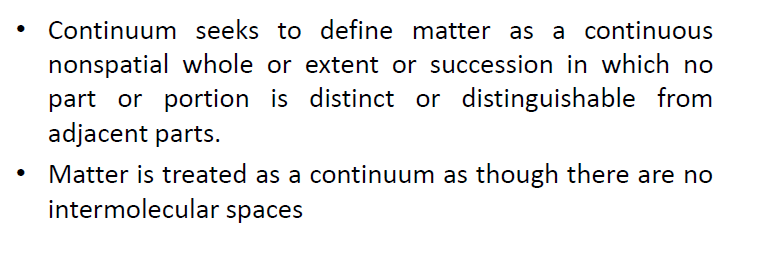 • Continuum seeks to define matter as a continuous
nonspatial whole or extent or succession in which no
part or portion is distinct or distinguishable from
adjacent parts.
• Matter is treated as a continuum as though there are no
intermolecular spaces